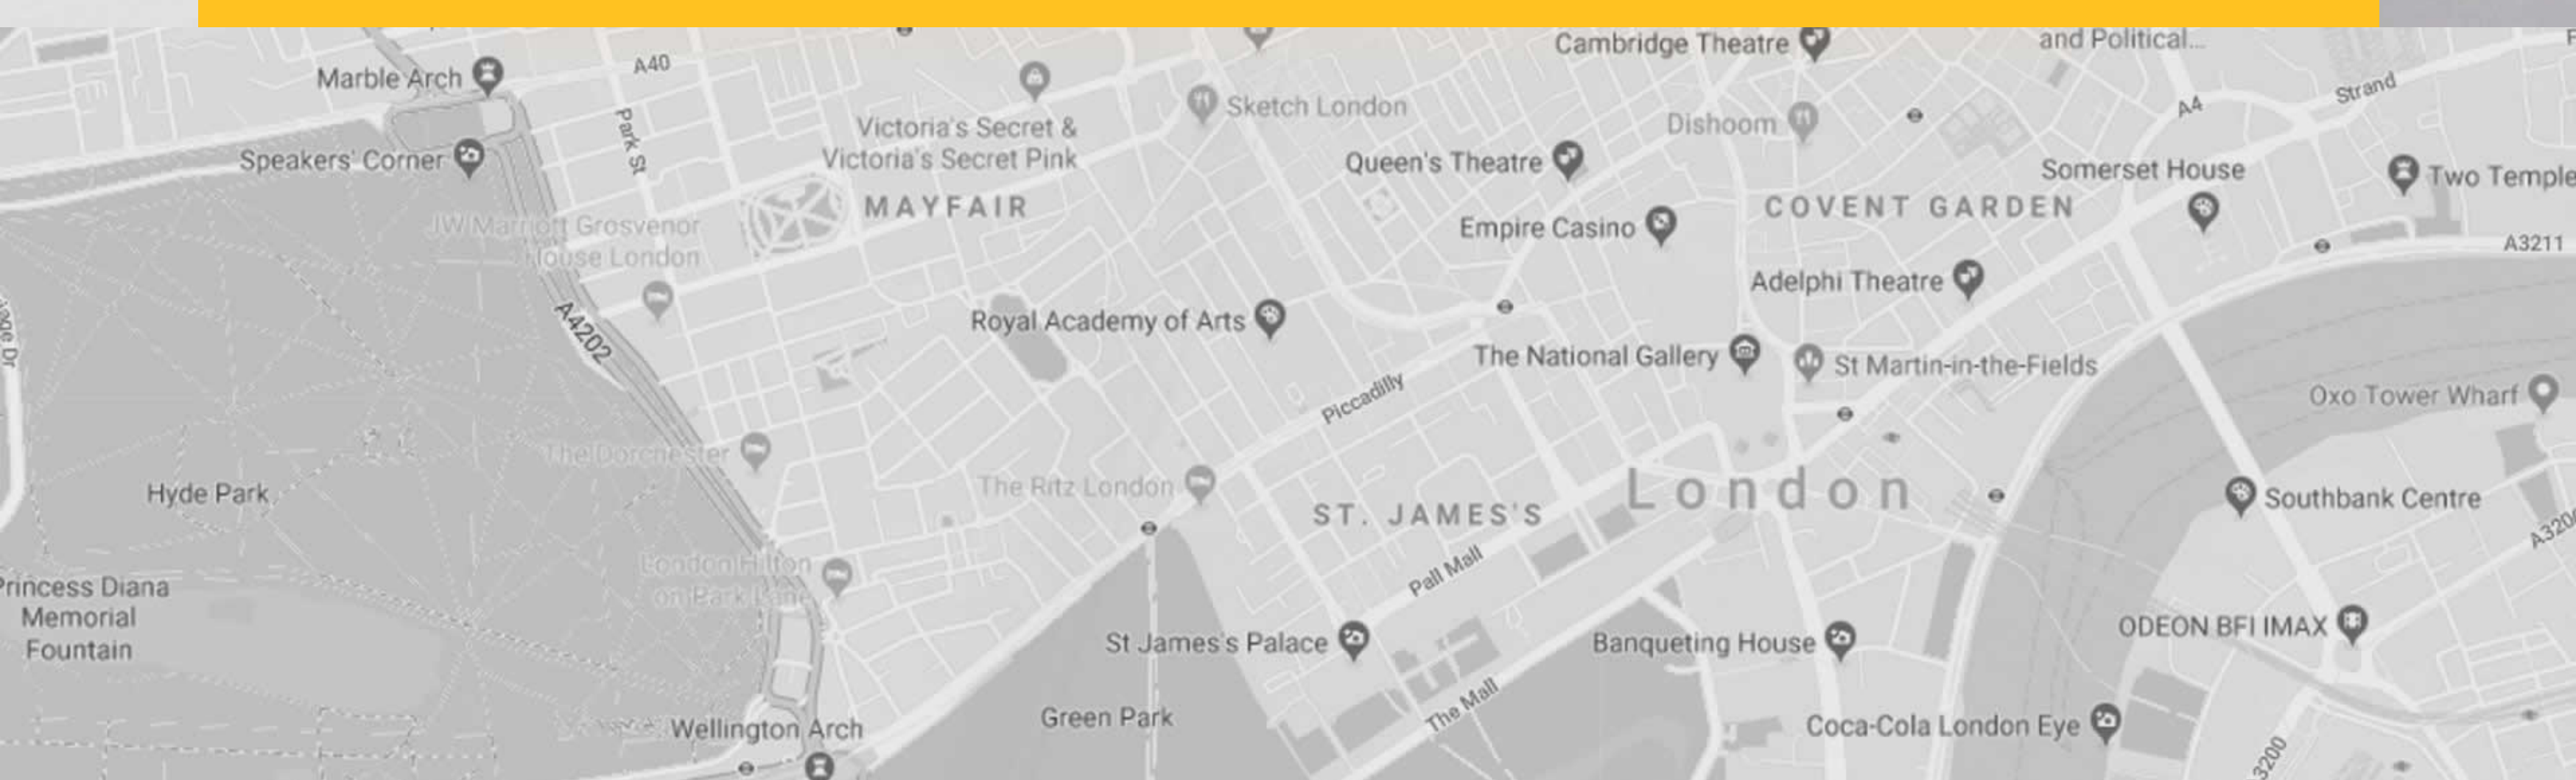 Cambridge Theatre
and Political...
Marble Arch
A40
Strand
Sketch London
A4
Victoria's Secret &
Victoria's Secret Pink
Dishoom
Park St
Speakers' Corner
Queen's Theatre
Somerset House
Two Temple
MAYFAIR
COVENT GARDEN
JW Marriott Grosvenor
House London
Empire Casino
A3211
Adelphi Theatre
A4202
Royal Academy of Arts
The National Gallery
St Martin-in-the-Fields
Piccadilly
Oxo Tower Wharf
The Dorchester
Hyde Park
The Ritz London
London
ST. JAMES'S
Southbank Centre
A320
London Hilton
on Park Lane
Pall Mall
Princess Diana
Memorial
Fountain
St James's Palace
Banqueting House
ODEON BFI IMAX
The Mall
Green Park
Wellington Arch
Coca-Cola London Eye
3200